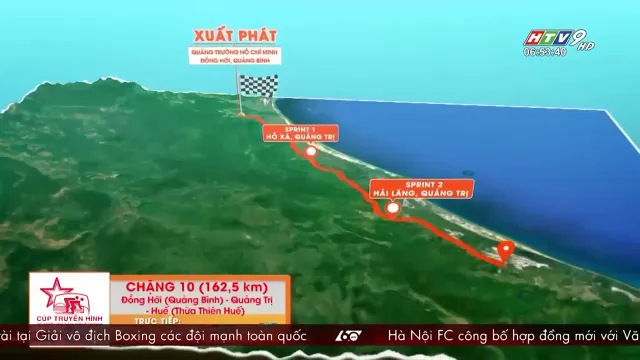 XUẤT PHÁT
QUẢNG TRƯỜNG HỒ CHÍ MINH
ĐỒNG HỚI, QUẢNG BÌNH
HTV9 HD
06:53:40
SPRINT 1
HỒ XÁ, QUẢNG TRỊ
SPRINT 2
HẢI LĂNG, QUẢNG TRỊ
CHẶNG 10 (162,5 km)
Đồng Hới (Quảng Bình) - Quảng Trị
- Huế (Thừa Thiên Huế)
TRỰC TIẾP:
CÚP TRUYỀN HÌNH
ài tại Giải vô địch Boxing các đội mạnh toàn quốc
Hà Nội FC công bố hợp đồng mới với Vă